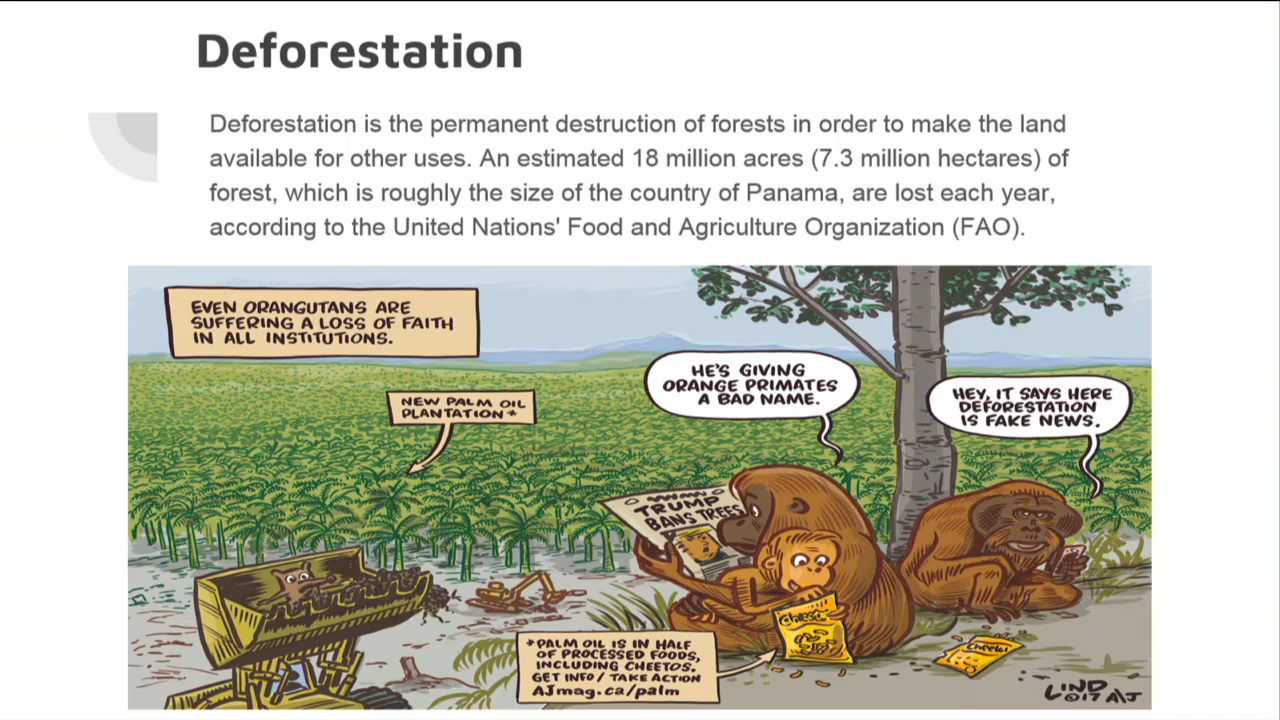 Deforestation
Deforestation is the permanent destruction of forests in order to make the land
available for other uses. An estimated 18 million acres (7.3 million hectares) of
forest, which is roughly the size of the country of Panama, are lost each year,
according to the United Nations' Food and Agriculture Organization (FAO).
EVEN ORANGUTANS ARE
SUFFERING A LOSS OF FAITH
IN ALL INSTITUTIONS.
NEW PALM OIL
PLANTATION*
HE'S GIVING
ORANGE PRIMATES
A BAD NAME.
HEY, IT SAYS HERE
DEFORESTATION
IS FAKE NEWS.
TRUMP
BANS TREES
Cheet
Cheeto
*PALM OIL IS IN HALF
OF PROCESSED FOODS,
INCLUDING CHEETOS.
GET INFO / TAKE ACTION
AJmag.ca/palm
LIND
©17 A\J